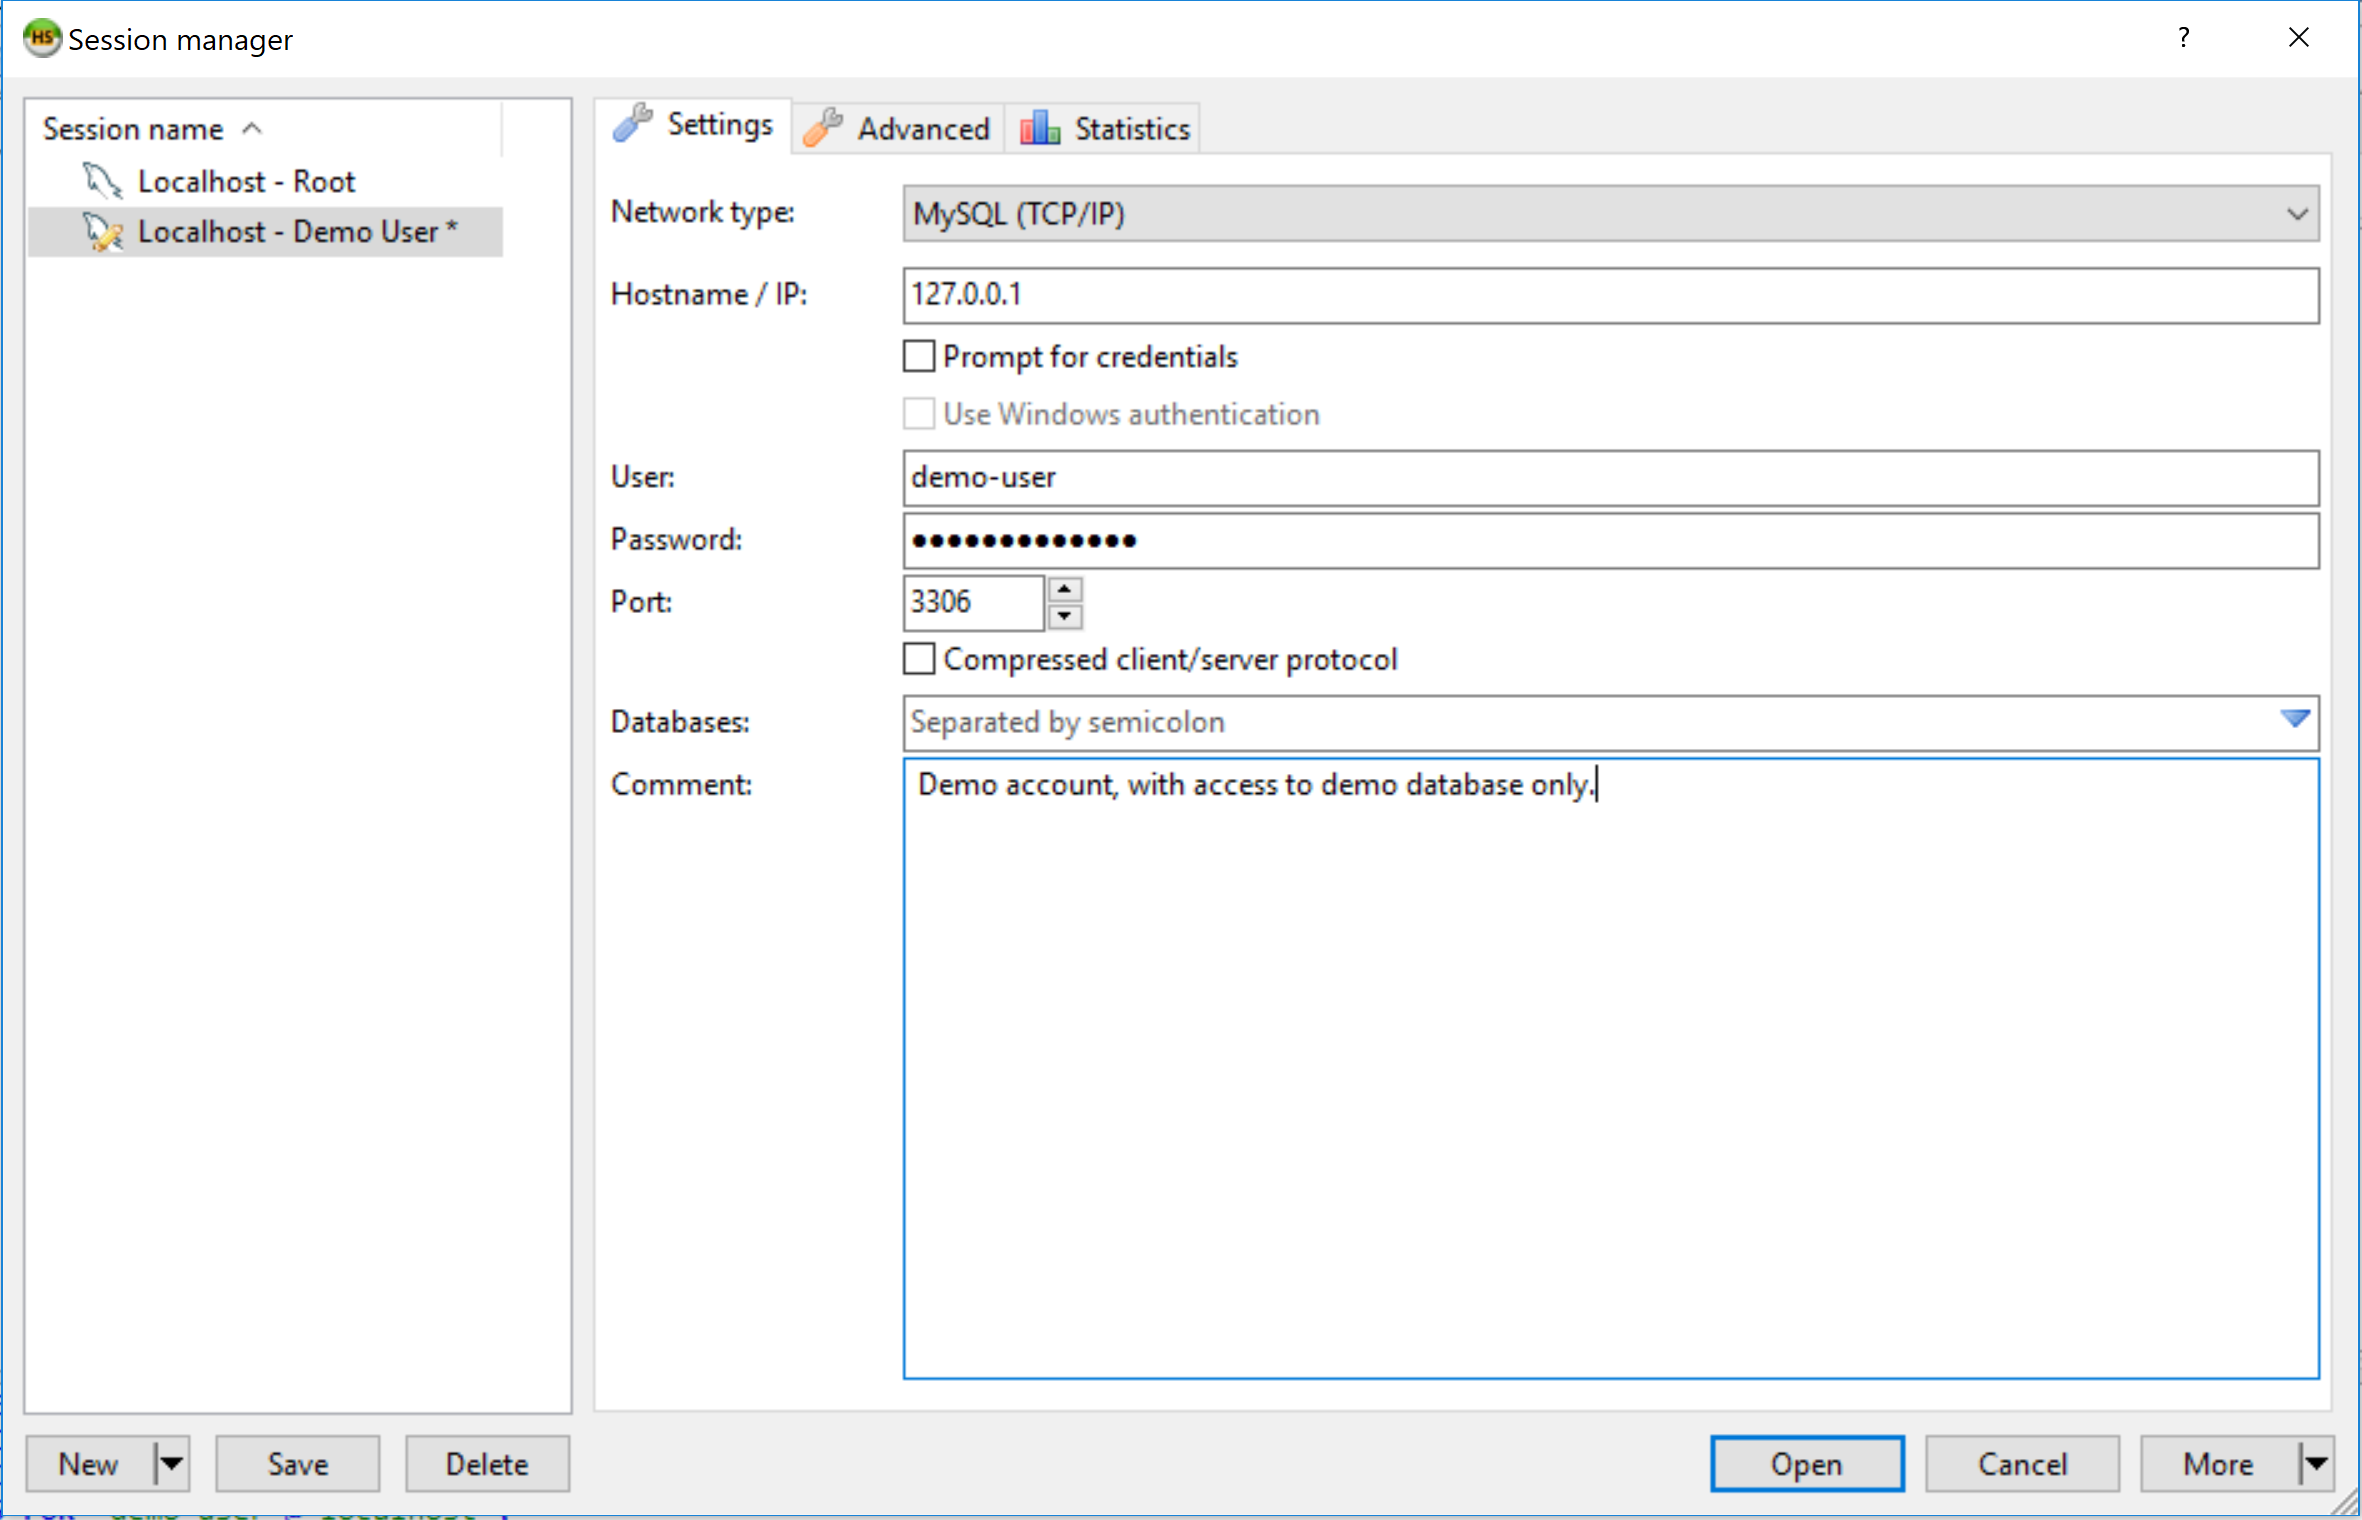 HS Session manager ?
Session name
Localhost - Root
Localhost - Demo User *
Settings Advanced Statistics
Network type: MySQL (TCP/IP)
Hostname / IP: 127.0.0.1
Prompt for credentials
Use Windows authentication
User: demo-user
Password: •••••••••••••
Port: 3306
Compressed client/server protocol
Databases: Separated by semicolon
Comment: Demo account, with access to demo database only.
New Save Delete Open Cancel More